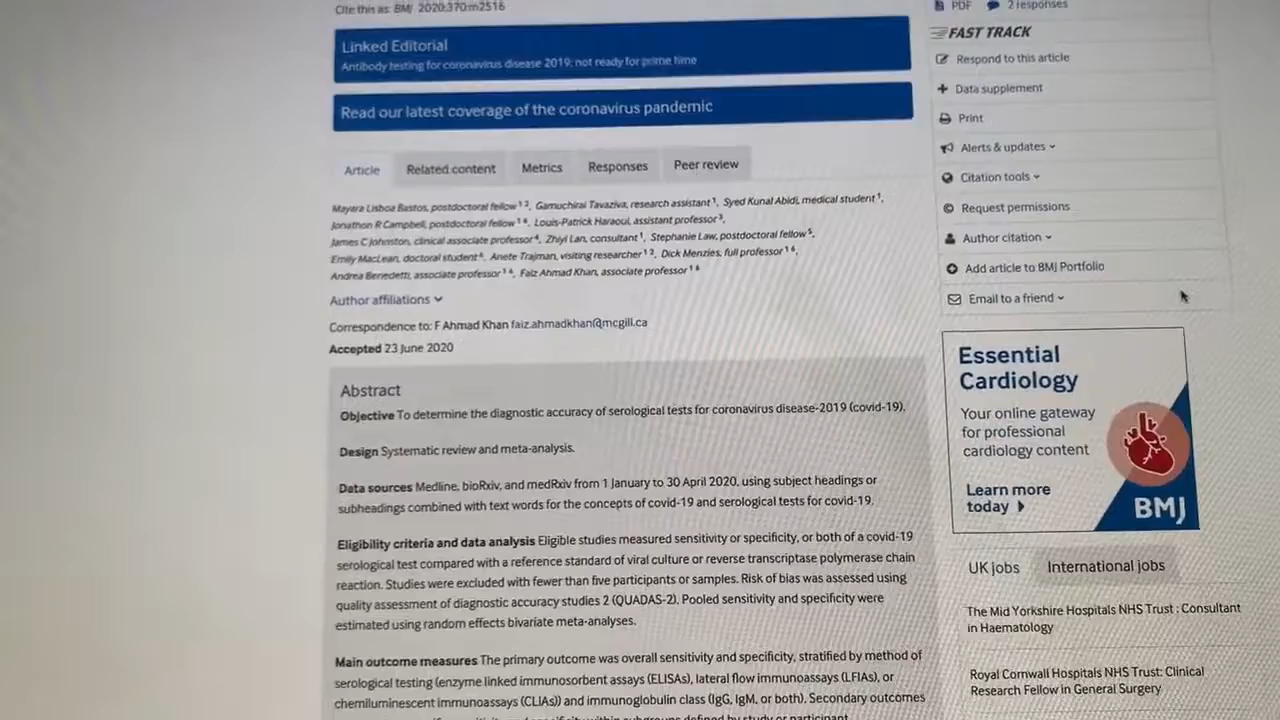 Cite this as: BMJ 2020;370:m2516
Linked Editorial
Antibody testing for coronavirus disease 2019: not ready for prime time
Read our latest coverage of the coronavirus pandemic
Article
Related content
Metrics
Responses
Peer review
Mayara Lisboa Bastos, postdoctoral fellow 1 2, Gamuchirai Tavaziva, research assistant 1, Syed Kunal Abidi, medical student 1,
Jonathon R Campbell, postdoctoral fellow 1 6, Louis-Patrick Haraoui, assistant professor 3,
James C Johnston, clinical associate professor 4, Zhiyi Lan, consultant 1, Stephanie Law, postdoctoral fellow 5,
Emily MacLean, doctoral student 6, Anete Trajman, visiting researcher 1 2, Dick Menzies, full professor 1 6,
Andrea Benedetti, associate professor 1 6, Faiz Ahmad Khan, associate professor 1 6
Author affiliations
Correspondence to: F Ahmad Khan faiz.ahmadkhan@mcgill.ca
Accepted 23 June 2020
Abstract
Objective To determine the diagnostic accuracy of serological tests for coronavirus disease-2019 (covid-19).
Design Systematic review and meta-analysis.
Data sources Medline, bioRxiv, and medRxiv from 1 January to 30 April 2020, using subject headings or
subheadings combined with text words for the concepts of covid-19 and serological tests for covid-19.
Eligibility criteria and data analysis Eligible studies measured sensitivity or specificity, or both of a covid-19
serological test compared with a reference standard of viral culture or reverse transcriptase polymerase chain
reaction. Studies were excluded with fewer than five participants or samples. Risk of bias was assessed using
quality assessment of diagnostic accuracy studies 2 (QUADAS-2). Pooled sensitivity and specificity were
estimated using random effects bivariate meta-analyses.
Main outcome measures The primary outcome was overall sensitivity and specificity, stratified by method of
serological testing (enzyme linked immunosorbent assays (ELISAs), lateral flow immunoassays (LFIAs), or
chemiluminescent immunoassays (CLIAs)) and immunoglobulin class (IgG, IgM, or both). Secondary outcomes
PDF
2 responses
FAST TRACK
Respond to this article
Data supplement
Print
Alerts & updates
Citation tools
Request permissions
Author citation
Add article to BMJ Portfolio
Email to a friend
Essential
Cardiology
Your online gateway
for professional
cardiology content
Learn more
today
BMJ
UK jobs
International jobs
The Mid Yorkshire Hospitals NHS Trust : Consultant
in Haematology
Royal Cornwall Hospitals NHS Trust: Clinical
Research Fellow in General Surgery